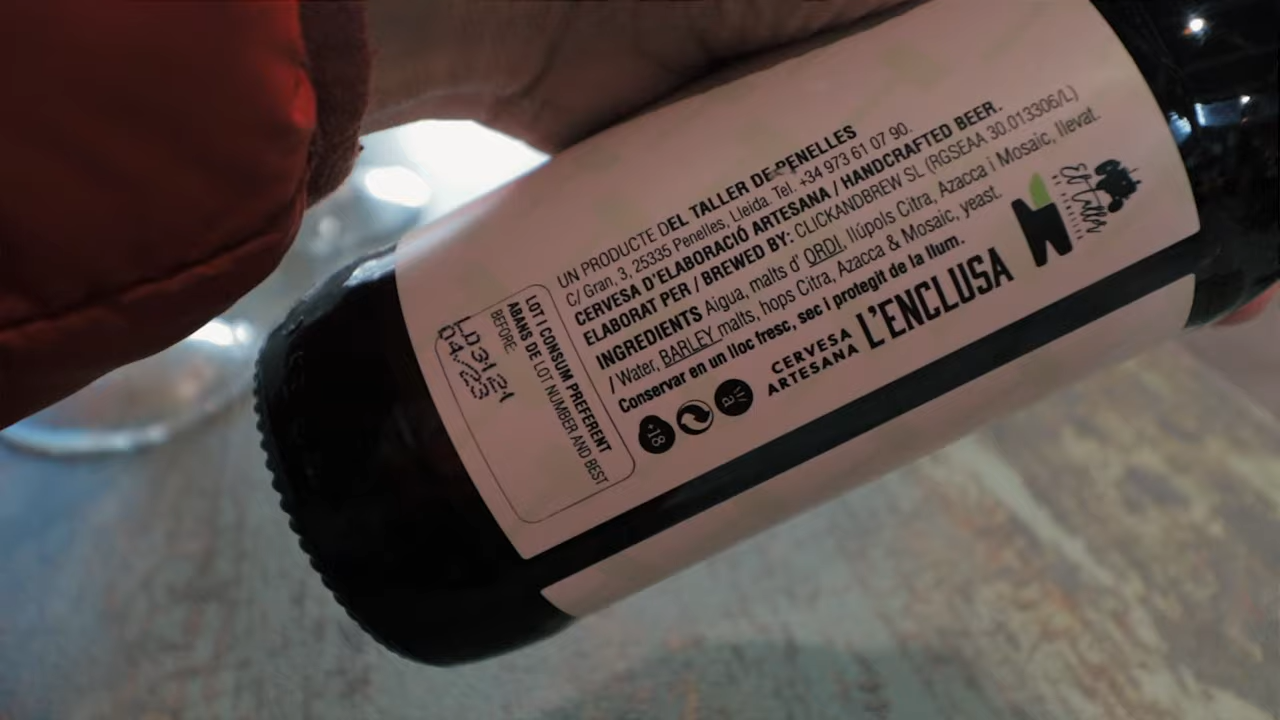 UN PRODUCTE DEL TALLER DE PENELLES
C/ Gran, 3, 25335 Penelles, Lleida. Tel. +34 973 61 07 90.
CERVESA D'ELABORACIÓ ARTESANA / HANDCRAFTED BEER.
ELABORAT PER / BREWED BY: CLICKANDBREW SL (RGSEAA 30.013306/L)
INGREDIENTS Aigua, malts d' ORDI, llúpols Citra, Azacca i Mosaic, llevat.
/ Water, BARLEY malts, hops Citra, Azacca & Mosaic, yeast.
Conservar en un lloc fresc, sec i protegit de la llum.
+18
CERVESA
ARTESANA
L'ENCLUSA
El Taller
LOT I CONSUM PREFERENT
ABANS DE LOT NUMBER AND BEST
BEFORE:
LD3121
04/23